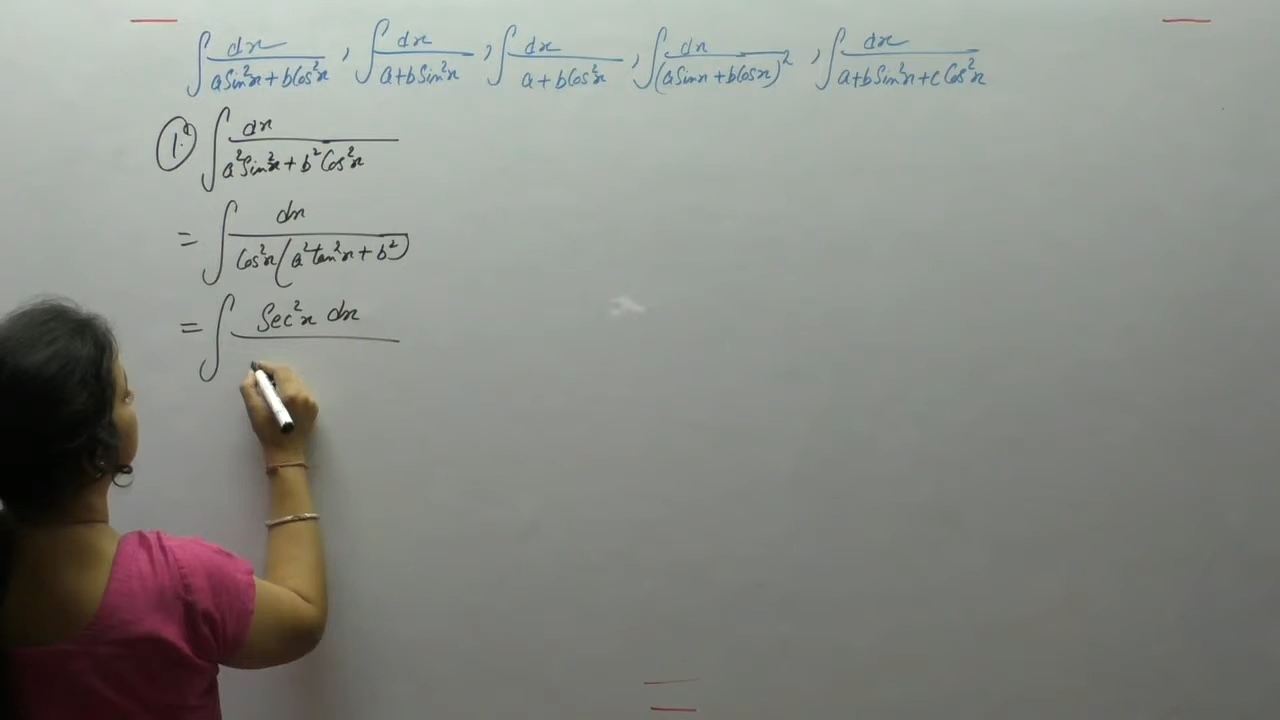 ∫ dx / (a Sin²x + b Cos²x) , ∫ dx / (a + b Sin²x) , ∫ dx / (a + b Cos²x) , ∫ dx / (a Sin x + b Cos x)² , ∫ dx / (a + b Sin²x + c Cos²x)
1. ∫ dx / (a² Sin²x + b² Cos²x)
= ∫ dx / (Cos²x (a² tan²x + b²))
= ∫ Sec²x dx